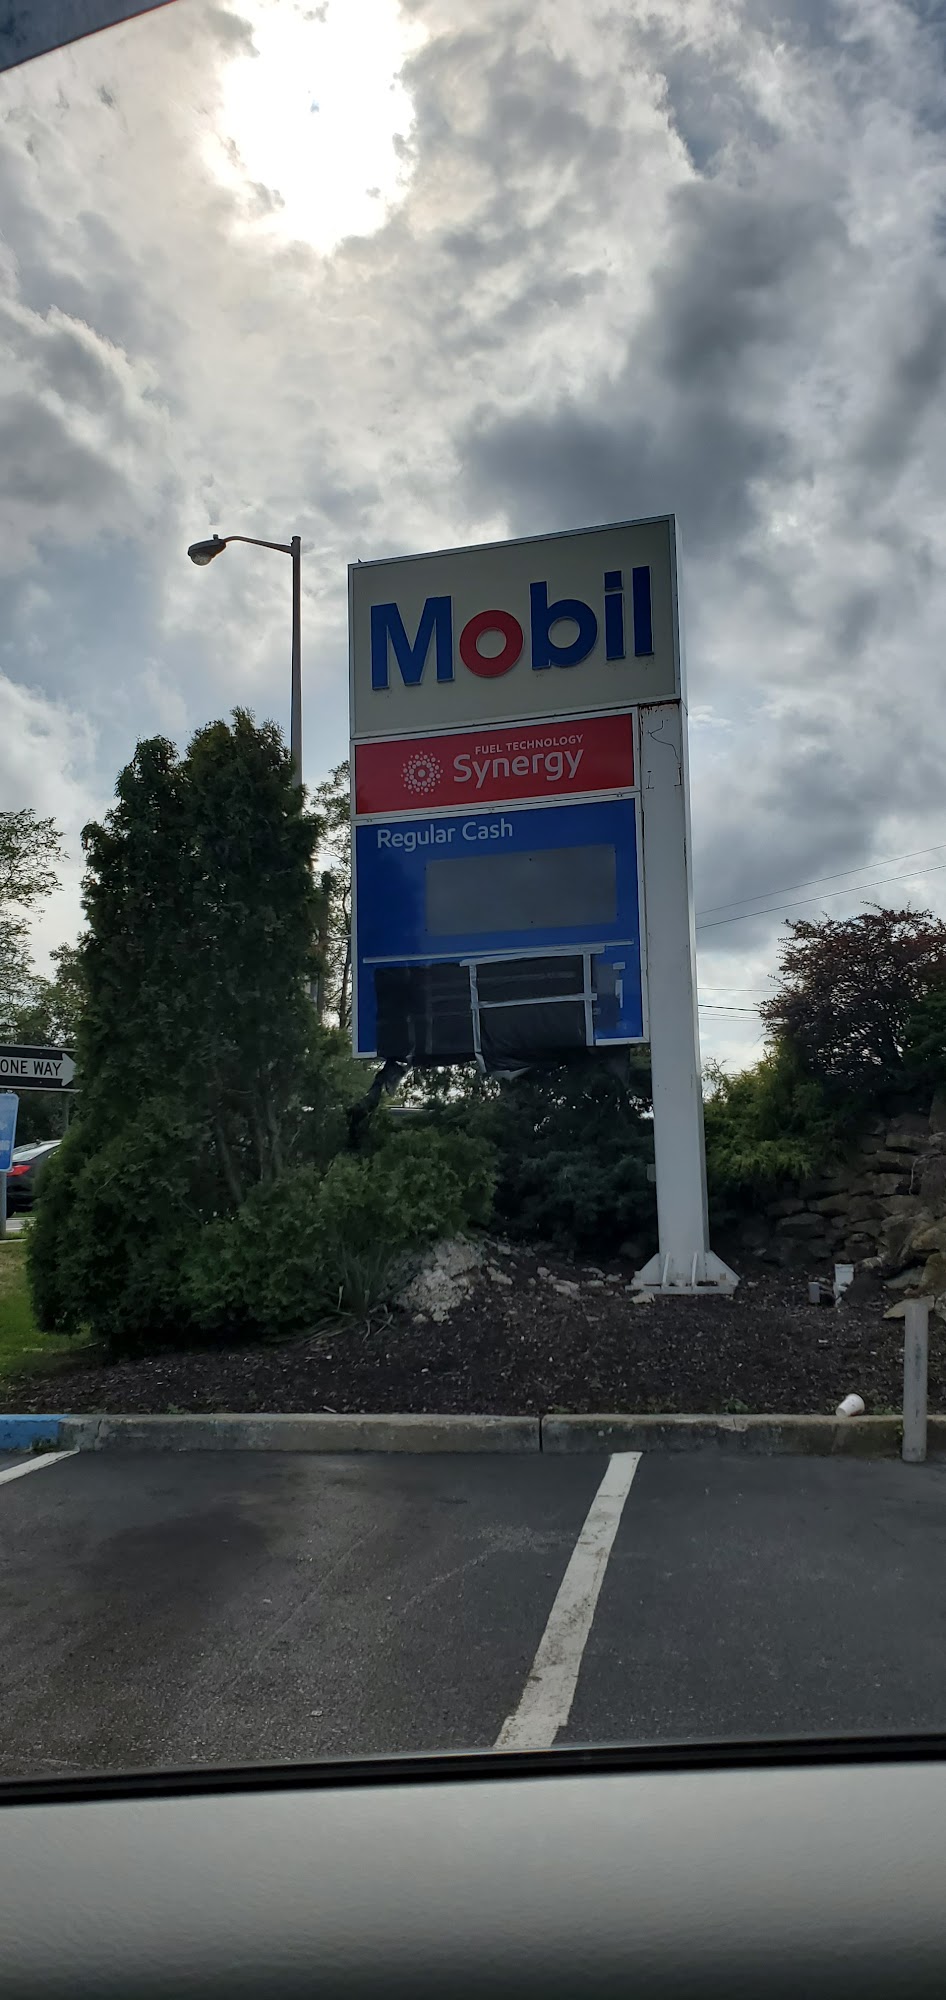 Mobil
FUEL TECHNOLOGY
Synergy
Regular Cash
ONE WAY